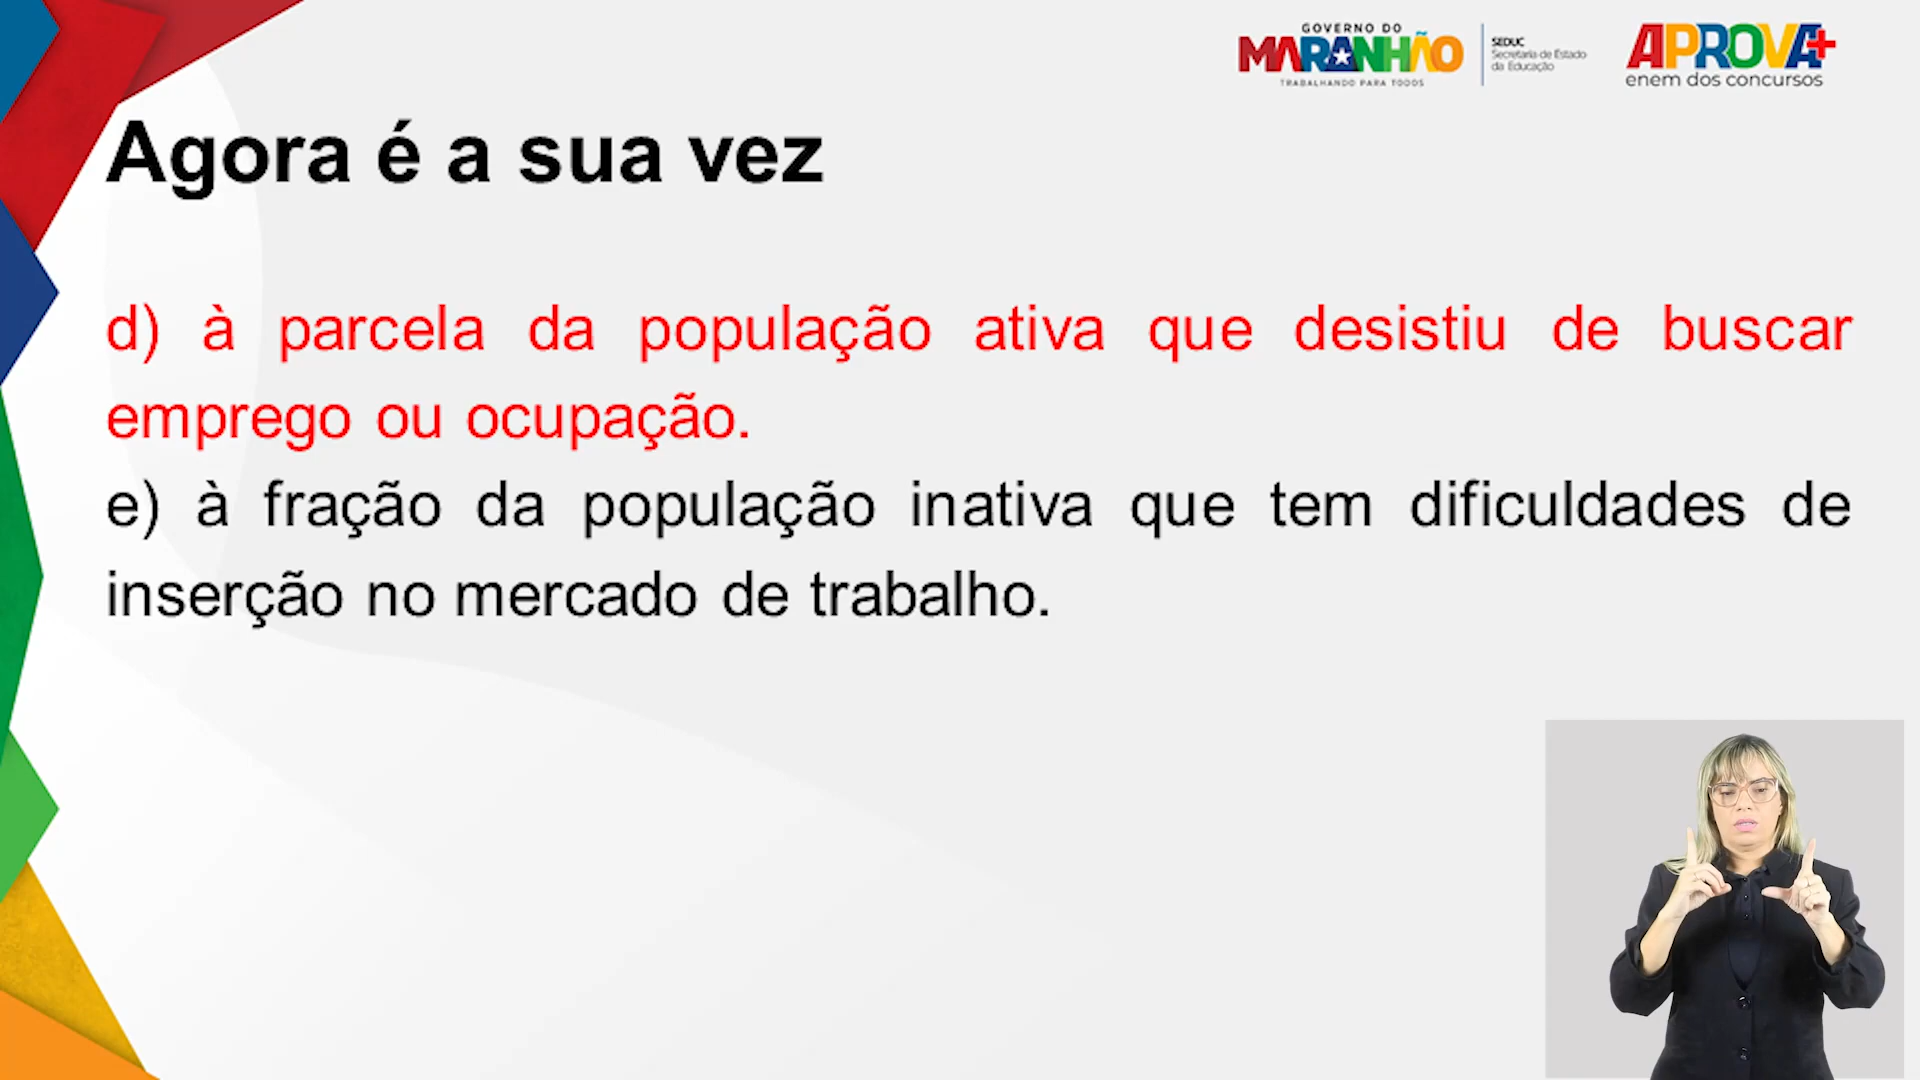 GOVERNO DO
MARANHÃO
TRABALHANDO PARA TODOS
SEDUC
Secretaria de Estado
da Educação
APROVA+
enem dos concursos
Agora é a sua vez
d) à parcela da população ativa que desistiu de buscar
emprego ou ocupação.
e) à fração da população inativa que tem dificuldades de
inserção no mercado de trabalho.